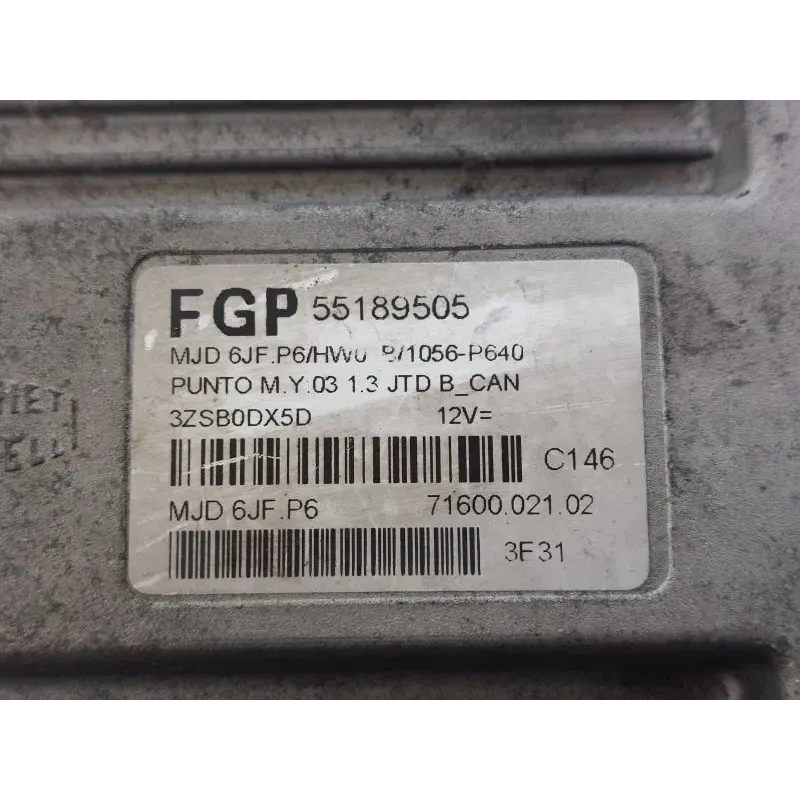 FGP 55189505
MJD 6JF.P6/HW0 B/1056-P640
PUNTO M.Y.03 1.3 JTD B_CAN
3ZSB0DX5D 12V=
C146
MJD 6JF.P6 71600.021.02
3E31